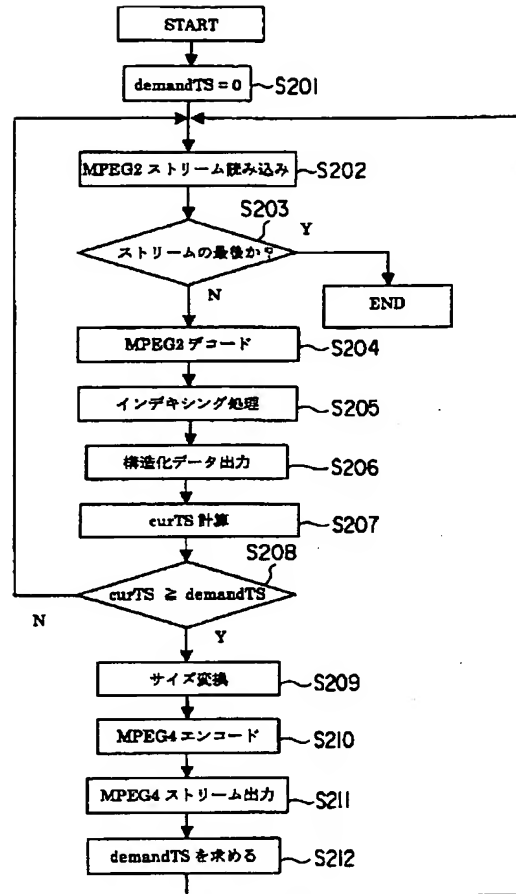 START
demandTS = 0
S201
MPEG2 ストリーム読み込み
S202
S203
ストリームの最後か?
Y
N
END
MPEG2 デコード
S204
インデキシング処理
S205
構造化データ出力
S206
curTS 計算
S207
S208
curTS ≧ demandTS
N
Y
サイズ変換
S209
MPEG4 エンコード
S210
MPEG4 ストリーム出力
S211
demandTS を求める
S212